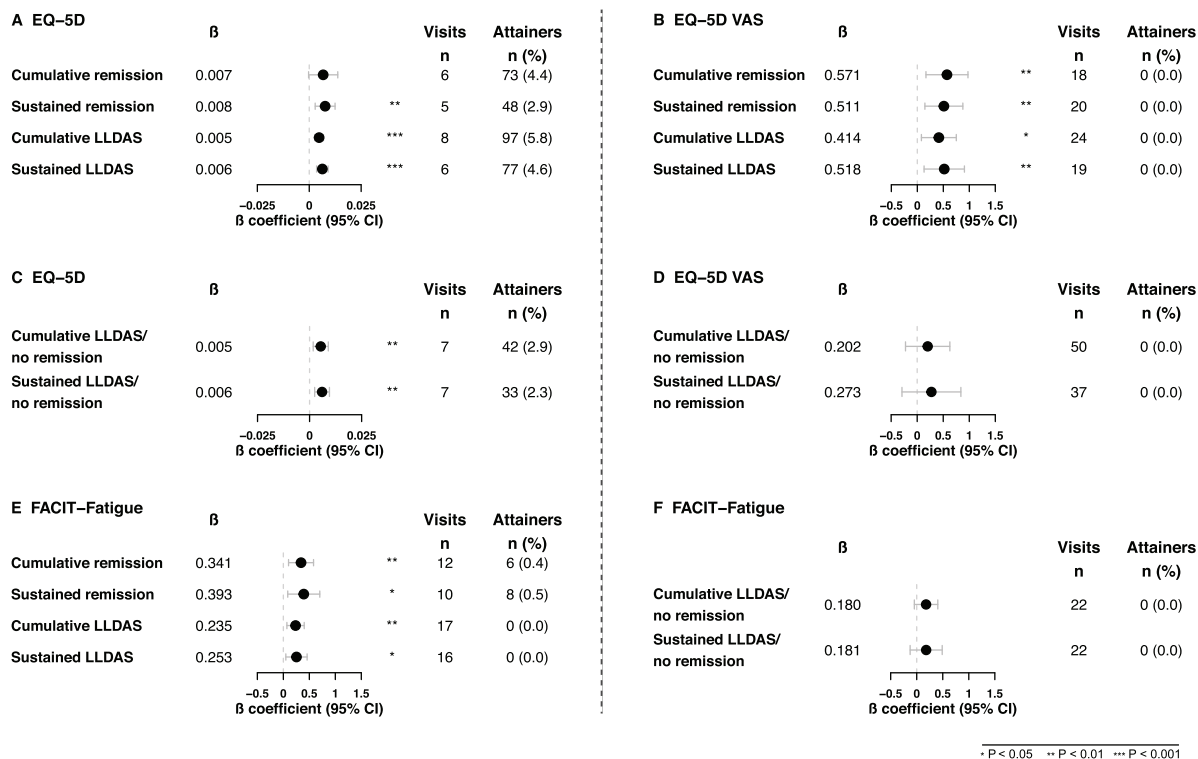 A EQ–5D
ß Visits Attainers
n n (%)
Cumulative remission 0.007 6 73 (4.4)
Sustained remission 0.008 ** 5 48 (2.9)
Cumulative LLDAS 0.005 *** 8 97 (5.8)
Sustained LLDAS 0.006 *** 6 77 (4.6)
−0.025 0 0.025
ß coefficient (95% CI)
B EQ–5D VAS
ß Visits Attainers
n n (%)
Cumulative remission 0.571 ** 18 0 (0.0)
Sustained remission 0.511 ** 20 0 (0.0)
Cumulative LLDAS 0.414 * 24 0 (0.0)
Sustained LLDAS 0.518 ** 19 0 (0.0)
−0.5 0 0.5 1 1.5
ß coefficient (95% CI)
C EQ–5D
ß Visits Attainers
n n (%)
Cumulative LLDAS/
no remission 0.005 ** 7 42 (2.9)
Sustained LLDAS/
no remission 0.006 ** 7 33 (2.3)
−0.025 0 0.025
ß coefficient (95% CI)
D EQ–5D VAS
ß Visits Attainers
n n (%)
Cumulative LLDAS/
no remission 0.202 50 0 (0.0)
Sustained LLDAS/
no remission 0.273 37 0 (0.0)
−0.5 0 0.5 1 1.5
ß coefficient (95% CI)
E FACIT–Fatigue
ß Visits Attainers
n n (%)
Cumulative remission 0.341 ** 12 6 (0.4)
Sustained remission 0.393 * 10 8 (0.5)
Cumulative LLDAS 0.235 ** 17 0 (0.0)
Sustained LLDAS 0.253 * 16 0 (0.0)
−0.5 0 0.5 1 1.5
ß coefficient (95% CI)
F FACIT–Fatigue
ß Visits Attainers
n n (%)
Cumulative LLDAS/
no remission 0.180 22 0 (0.0)
Sustained LLDAS/
no remission 0.181 22 0 (0.0)
−0.5 0 0.5 1 1.5
ß coefficient (95% CI)
* P < 0.05 ** P < 0.01 *** P < 0.001